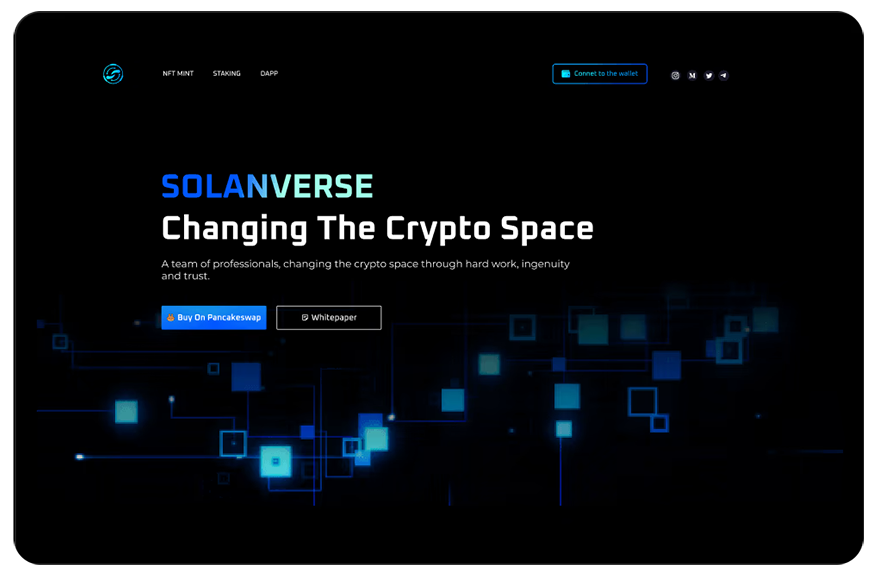 NFT MINT STAKING DAPP Connet to the wallet
SOLANVERSE
Changing The Crypto Space
A team of professionals, changing the crypto space through hard work, ingenuity
and trust.
Buy On Pancakeswap Whitepaper